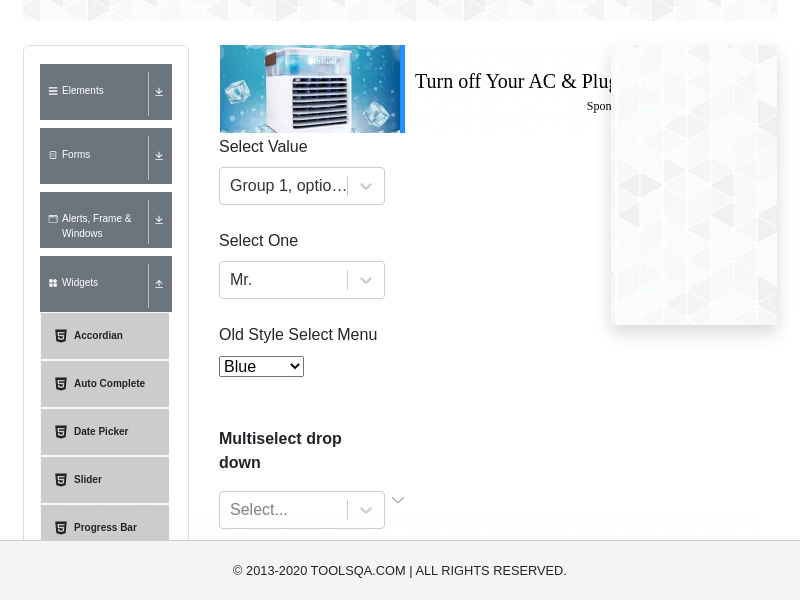 Elements
Forms
Alerts, Frame &
Windows
Widgets
Accordian
Auto Complete
Date Picker
Slider
Progress Bar
Turn off Your AC & Plu
Spon
Select Value
Group 1, optio...
Select One
Mr.
Old Style Select Menu
Blue
Multiselect drop
down
Select...
© 2013-2020 TOOLSQA.COM | ALL RIGHTS RESERVED.